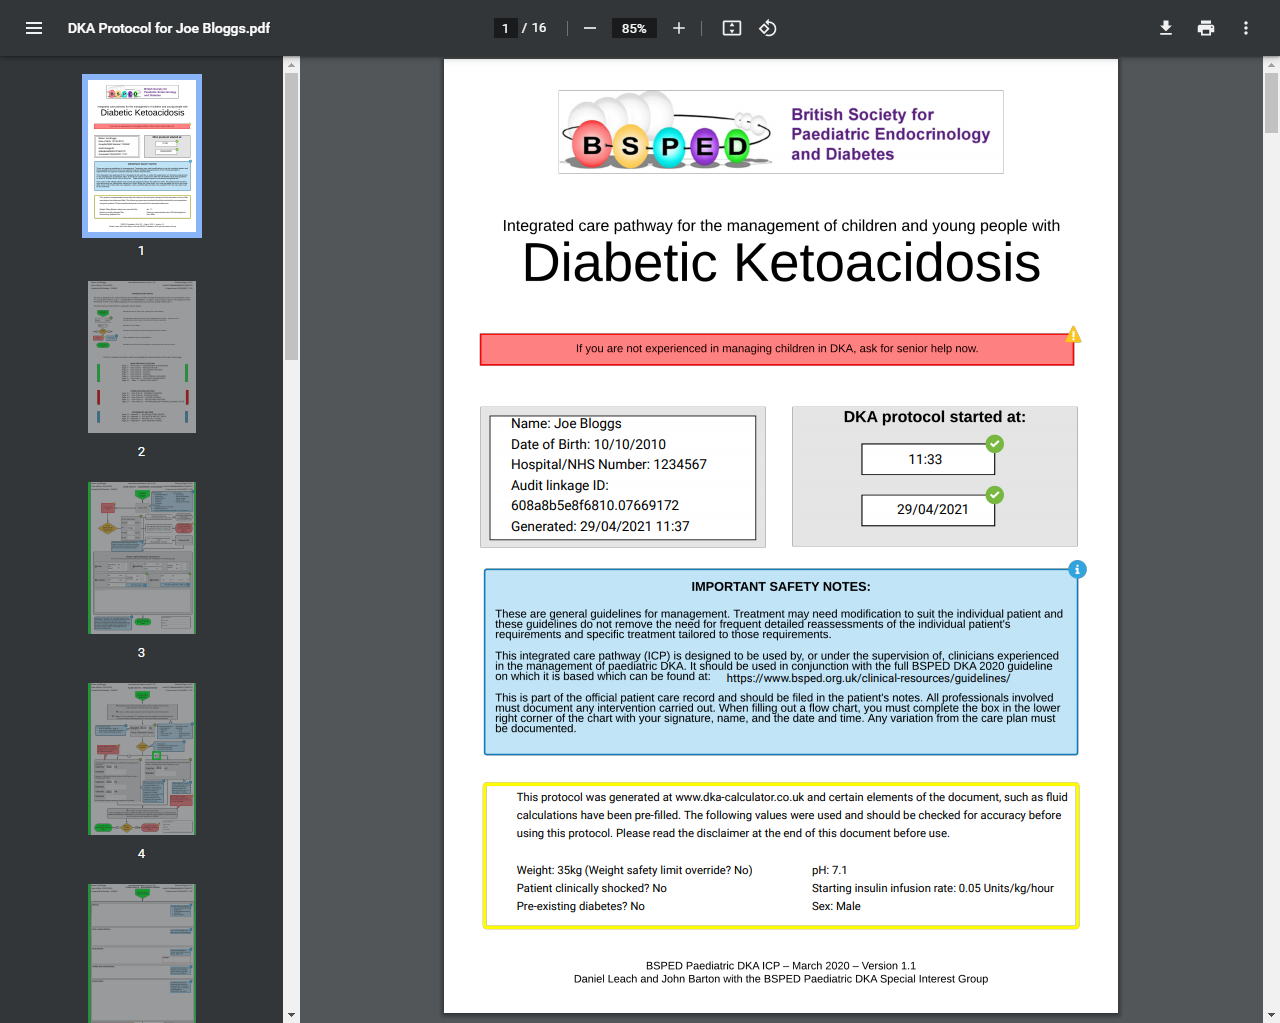 DKA Protocol for Joe Bloggs.pdf
1 / 16
85%
1
2
3
4
BSPED
British Society for
Paediatric Endocrinology
and Diabetes
Integrated care pathway for the management of children and young people with
Diabetic Ketoacidosis
If you are not experienced in managing children in DKA, ask for senior help now.
Name: Joe Bloggs
Date of Birth: 10/10/2010
Hospital/NHS Number: 1234567
Audit linkage ID:
608a8b5e8f6810.07669172
Generated: 29/04/2021 11:37
DKA protocol started at:
11:33
29/04/2021
IMPORTANT SAFETY NOTES:
These are general guidelines for management. Treatment may need modification to suit the individual patient and
these guidelines do not remove the need for frequent detailed reassessments of the individual patient's
requirements and specific treatment tailored to those requirements.
This integrated care pathway (ICP) is designed to be used by, or under the supervision of, clinicians experienced
in the management of paediatric DKA. It should be used in conjunction with the full BSPED DKA 2020 guideline
on which it is based which can be found at: https://www.bsped.org.uk/clinical-resources/guidelines/
This is part of the official patient care record and should be filed in the patient's notes. All professionals involved
must document any intervention carried out. When filling out a flow chart, you must complete the box in the lower
right corner of the chart with your signature, name, and the date and time. Any variation from the care plan must
be documented.
This protocol was generated at www.dka-calculator.co.uk and certain elements of the document, such as fluid
calculations have been pre-filled. The following values were used and should be checked for accuracy before
using this protocol. Please read the disclaimer at the end of this document before use.
Weight: 35kg (Weight safety limit override? No)
Patient clinically shocked? No
Pre-existing diabetes? No
pH: 7.1
Starting insulin infusion rate: 0.05 Units/kg/hour
Sex: Male
BSPED Paediatric DKA ICP – March 2020 – Version 1.1
Daniel Leach and John Barton with the BSPED Paediatric DKA Special Interest Group